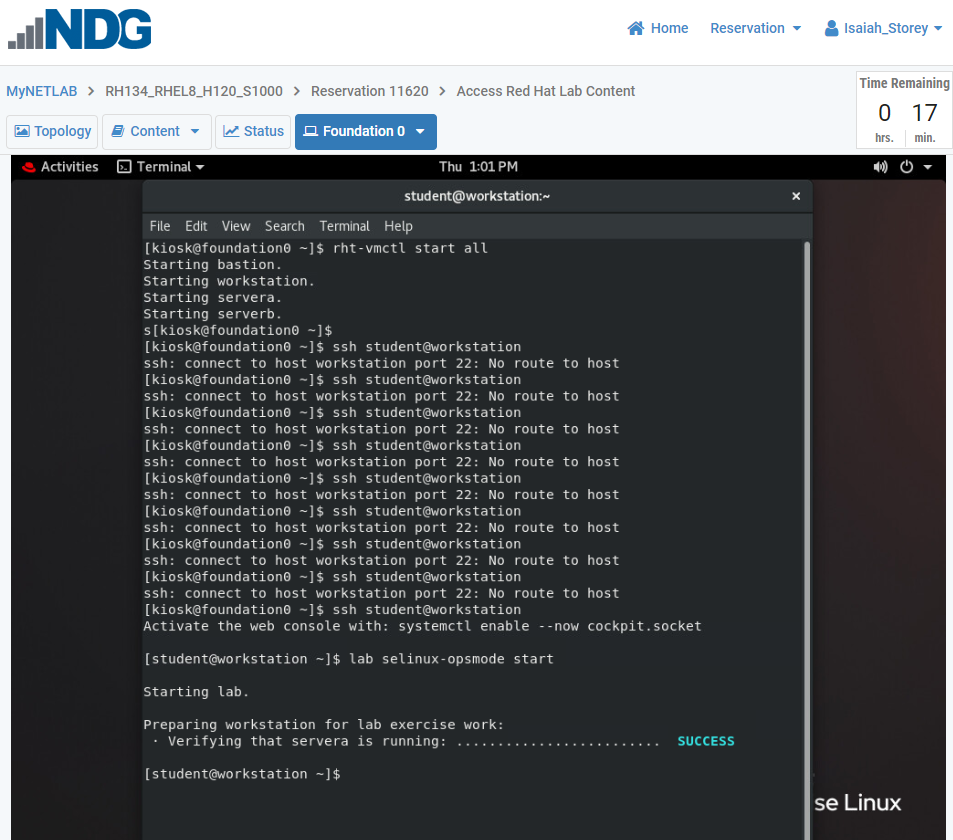 NDG
Home Reservation Isaiah_Storey
MyNETLAB > RH134_RHEL8_H120_S1000 > Reservation 11620 > Access Red Hat Lab Content
Time Remaining
0 17
hrs. min.
Topology Content Status Foundation 0
Activities Terminal Thu 1:01 PM
student@workstation:~ ×
File Edit View Search Terminal Help
[kiosk@foundation0 ~]$ rht-vmctl start all
Starting bastion.
Starting workstation.
Starting servera.
Starting serverb.
s[kiosk@foundation0 ~]$
[kiosk@foundation0 ~]$ ssh student@workstation
ssh: connect to host workstation port 22: No route to host
[kiosk@foundation0 ~]$ ssh student@workstation
ssh: connect to host workstation port 22: No route to host
[kiosk@foundation0 ~]$ ssh student@workstation
ssh: connect to host workstation port 22: No route to host
[kiosk@foundation0 ~]$ ssh student@workstation
ssh: connect to host workstation port 22: No route to host
[kiosk@foundation0 ~]$ ssh student@workstation
ssh: connect to host workstation port 22: No route to host
[kiosk@foundation0 ~]$ ssh student@workstation
ssh: connect to host workstation port 22: No route to host
[kiosk@foundation0 ~]$ ssh student@workstation
ssh: connect to host workstation port 22: No route to host
[kiosk@foundation0 ~]$ ssh student@workstation
ssh: connect to host workstation port 22: No route to host
[kiosk@foundation0 ~]$ ssh student@workstation
Activate the web console with: systemctl enable --now cockpit.socket
[student@workstation ~]$ lab selinux-opsmode start
Starting lab.
Preparing workstation for lab exercise work:
· Verifying that servera is running: ......................... SUCCESS
[student@workstation ~]$
se Linux